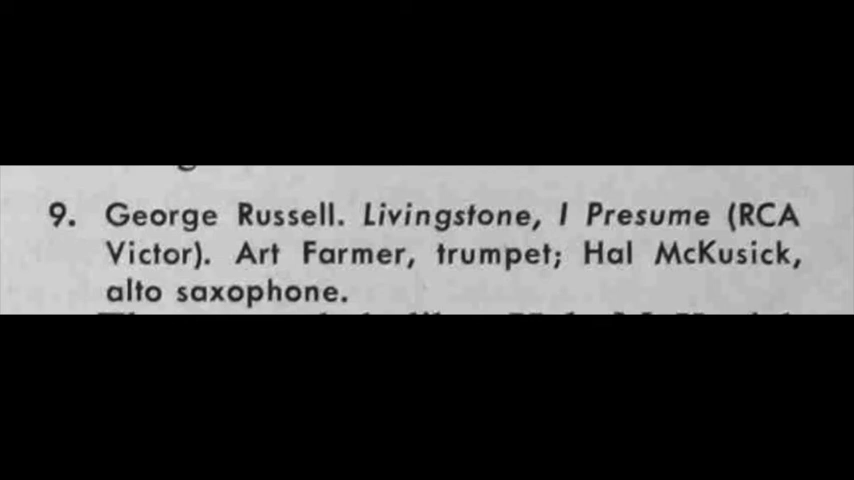 9. George Russell. Livingstone, I Presume (RCA
Victor). Art Farmer, trumpet; Hal McKusick,
alto saxophone.